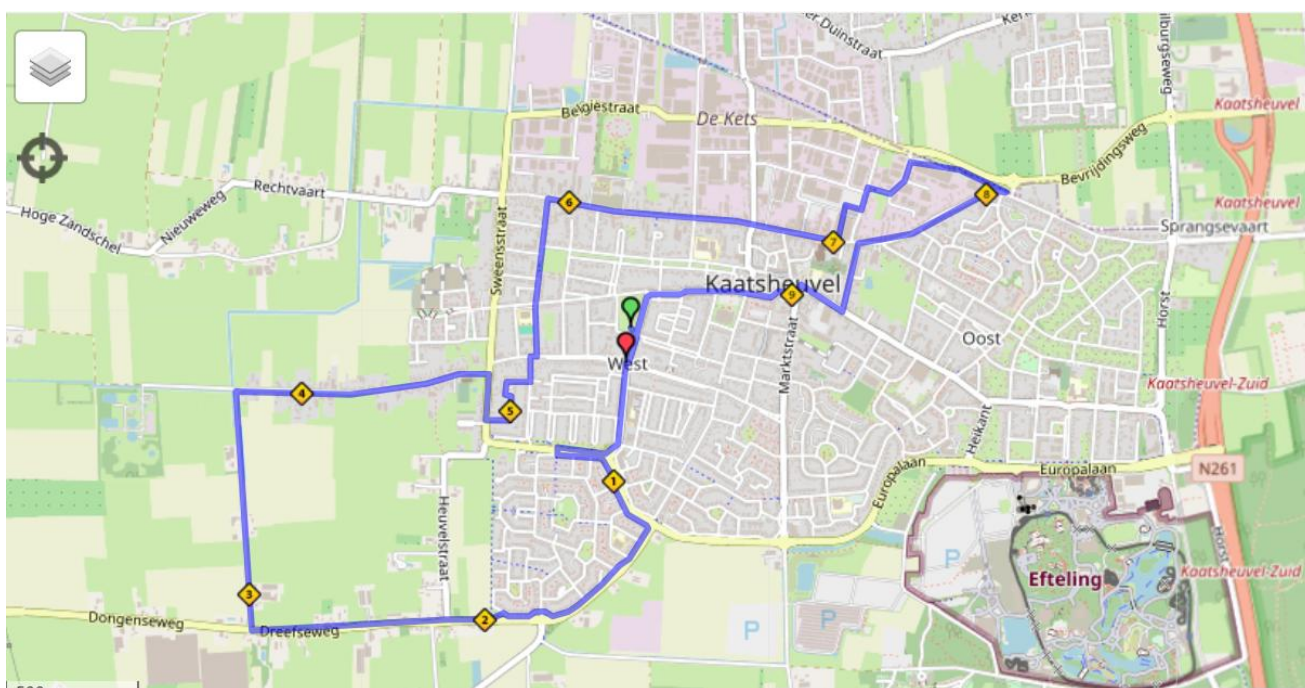 Duinstraat
ilburgseweg
Belgiestraat
De Kets
Kaatsheuvel
Bevrijdingsweg
Rechtvaart
Nieuweweg
8
6
Kaatsheuvel
Hoge Zandschel
Sprangsevaart
7
Sweensstraat
Kaatsheuvel
9
Horst
Oost
West
Marktstraat
Kaatsheuvel-Zuid
4
5
Heikant
Europalaan
N261
1
Europalaan
Heuvelstraat
P
Horst
Efteling
Kaatsheuvel-Zuid
3
2
Dongenseweg
Dreefseweg
P
P